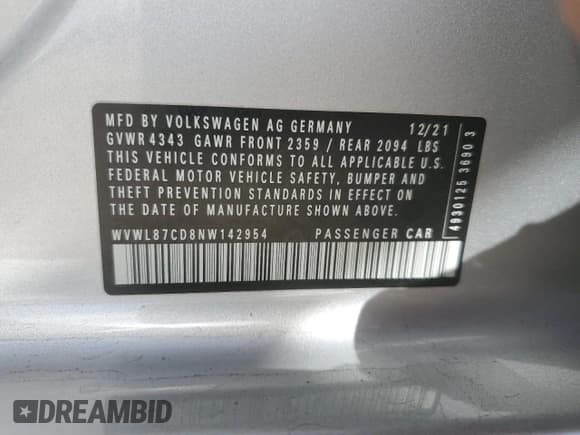 MFD BY VOLKSWAGEN AG GERMANY 12/21
GVWR 4343 GAWR FRONT 2359 / REAR 2094 LBS
THIS VEHICLE CONFORMS TO ALL APPLICABLE U.S.
FEDERAL MOTOR VEHICLE SAFETY, BUMPER AND
THEFT PREVENTION STANDARDS IN EFFECT ON
THE DATE OF MANUFACTURE SHOWN ABOVE.
WVWL87CD8NW142954 PASSENGER CAR
4930125 3690 3
DREAMBID